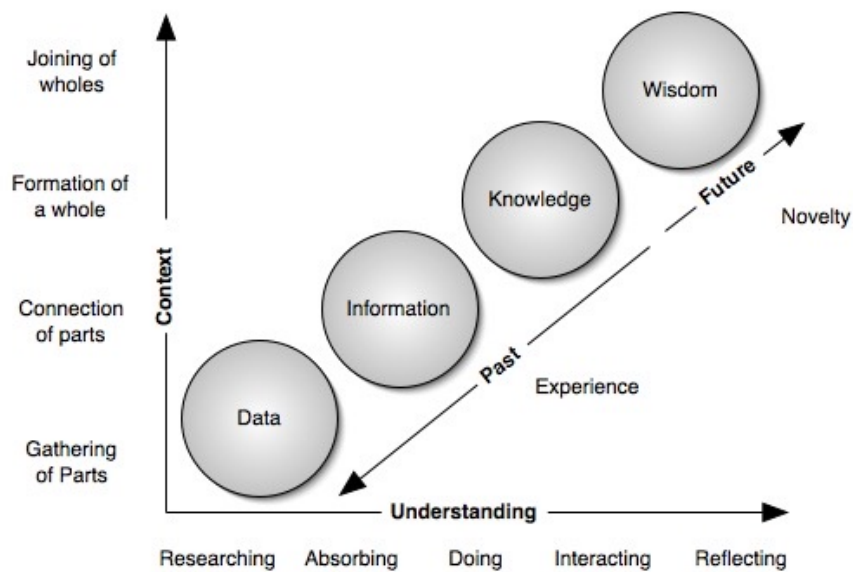 Joining of
wholes
Wisdom
Future
Formation of
a whole
Knowledge
Novelty
Context
Connection
of parts
Information
Past
Experience
Data
Gathering
of Parts
Understanding
Researching Absorbing Doing Interacting Reflecting